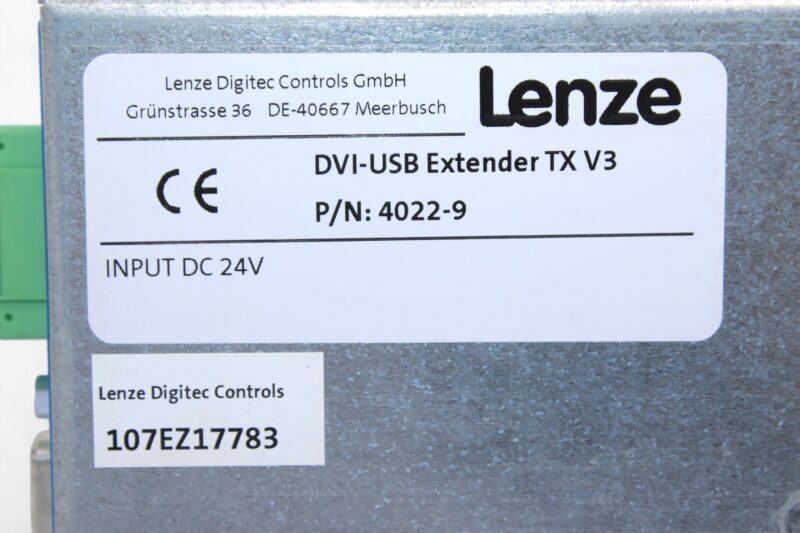 Lenze Digitec Controls GmbH
Grünstrasse 36 DE-40667 Meerbusch
Lenze
CE
DVI-USB Extender TX V3
P/N: 4022-9
INPUT DC 24V
Lenze Digitec Controls
107EZ17783